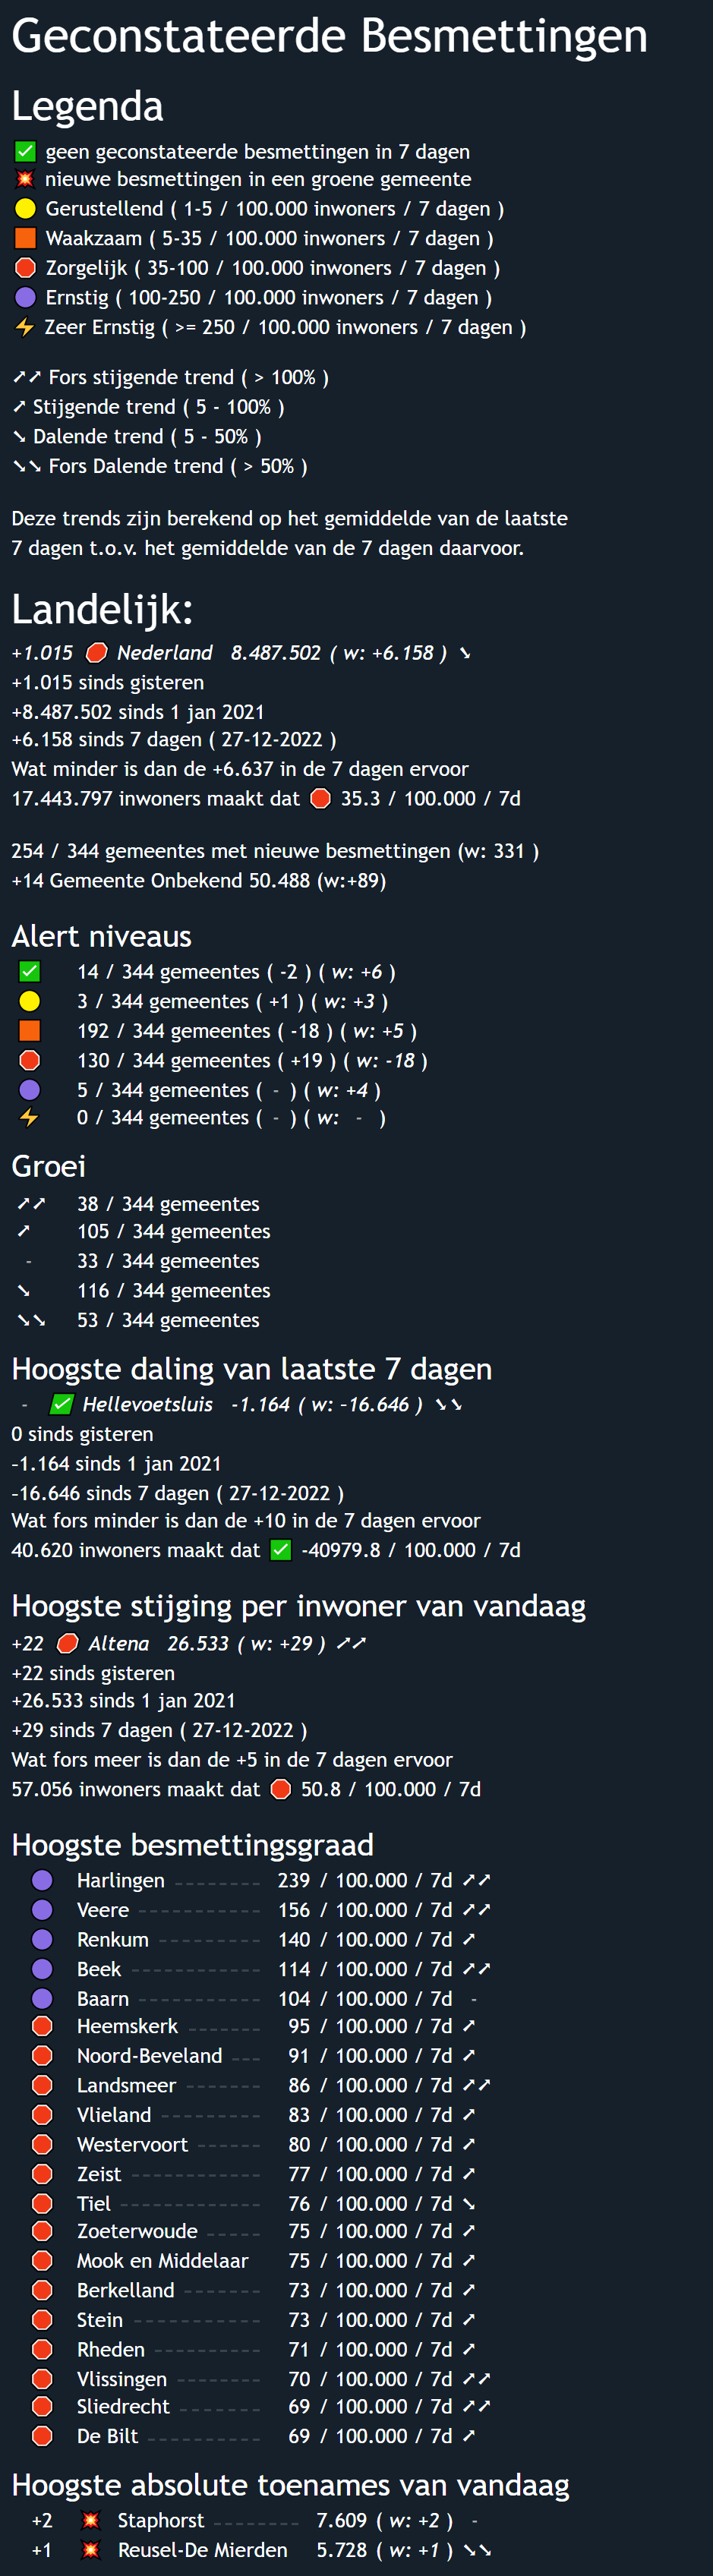 Geconstateerde Besmettingen
Legenda
✅ geen geconstateerde besmettingen in 7 dagen
💥 nieuwe besmettingen in een groene gemeente
🟡 Gerustellend ( 1-5 / 100.000 inwoners / 7 dagen )
🟧 Waakzaam ( 5-35 / 100.000 inwoners / 7 dagen )
🛑 Zorgelijk ( 35-100 / 100.000 inwoners / 7 dagen )
🟣 Ernstig ( 100-250 / 100.000 inwoners / 7 dagen )
⚡ Zeer Ernstig ( >= 250 / 100.000 inwoners / 7 dagen )
➚➚ Fors stijgende trend ( > 100% )
➚ Stijgende trend ( 5 - 100% )
➘ Dalende trend ( 5 - 50% )
➘➘ Fors Dalende trend ( > 50% )
Deze trends zijn berekend op het gemiddelde van de laatste
7 dagen t.o.v. het gemiddelde van de 7 dagen daarvoor.
Landelijk:
+1.015 🛑 Nederland 8.487.502 ( w: +6.158 ) ➘
+1.015 sinds gisteren
+8.487.502 sinds 1 jan 2021
+6.158 sinds 7 dagen ( 27-12-2022 )
Wat minder is dan de +6.637 in de 7 dagen ervoor
17.443.797 inwoners maakt dat 🛑 35.3 / 100.000 / 7d
254 / 344 gemeentes met nieuwe besmettingen (w: 331 )
+14 Gemeente Onbekend 50.488 (w:+89)
Alert niveaus
✅ 14 / 344 gemeentes ( -2 ) ( w: +6 )
🟡 3 / 344 gemeentes ( +1 ) ( w: +3 )
🟧 192 / 344 gemeentes ( -18 ) ( w: +5 )
🛑 130 / 344 gemeentes ( +19 ) ( w: -18 )
🟣 5 / 344 gemeentes ( - ) ( w: +4 )
⚡ 0 / 344 gemeentes ( - ) ( w: - )
Groei
➚➚ 38 / 344 gemeentes
➚ 105 / 344 gemeentes
- 33 / 344 gemeentes
➘ 116 / 344 gemeentes
➘➘ 53 / 344 gemeentes
Hoogste daling van laatste 7 dagen
- ✅ Hellevoetsluis -1.164 ( w: -16.646 ) ➘➘
0 sinds gisteren
-1.164 sinds 1 jan 2021
-16.646 sinds 7 dagen ( 27-12-2022 )
Wat fors minder is dan de +10 in de 7 dagen ervoor
40.620 inwoners maakt dat ✅ -40979.8 / 100.000 / 7d
Hoogste stijging per inwoner van vandaag
+22 🛑 Altena 26.533 ( w: +29 ) ➚➚
+22 sinds gisteren
+26.533 sinds 1 jan 2021
+29 sinds 7 dagen ( 27-12-2022 )
Wat fors meer is dan de +5 in de 7 dagen ervoor
57.056 inwoners maakt dat 🛑 50.8 / 100.000 / 7d
Hoogste besmettingsgraad
🟣 Harlingen -------- 239 / 100.000 / 7d ➚➚
🟣 Veere ----------- 156 / 100.000 / 7d ➚➚
🟣 Renkum --------- 140 / 100.000 / 7d ➚
🟣 Beek ------------ 114 / 100.000 / 7d ➚➚
🟣 Baarn ----------- 104 / 100.000 / 7d -
🛑 Heemskerk ------ 95 / 100.000 / 7d ➚
🛑 Noord-Beveland --- 91 / 100.000 / 7d ➚
🛑 Landsmeer ------- 86 / 100.000 / 7d ➚➚
🛑 Vlieland --------- 83 / 100.000 / 7d ➚
🛑 Westervoort ------ 80 / 100.000 / 7d ➚
🛑 Zeist ------------ 77 / 100.000 / 7d ➚
🛑 Tiel ------------- 76 / 100.000 / 7d ➘
🛑 Zoeterwoude ----- 75 / 100.000 / 7d ➚
🛑 Mook en Middelaar 75 / 100.000 / 7d ➚
🛑 Berkelland ------- 73 / 100.000 / 7d ➚
🛑 Stein ----------- 73 / 100.000 / 7d ➚
🛑 Rheden ---------- 71 / 100.000 / 7d ➚
🛑 Vlissingen -------- 70 / 100.000 / 7d ➚➚
🛑 Sliedrecht ------- 69 / 100.000 / 7d ➚➚
🛑 De Bilt ---------- 69 / 100.000 / 7d ➚
Hoogste absolute toenames van vandaag
+2 💥 Staphorst -------- 7.609 ( w: +2 ) -
+1 💥 Reusel-De Mierden 5.728 ( w: +1 ) ➘➘